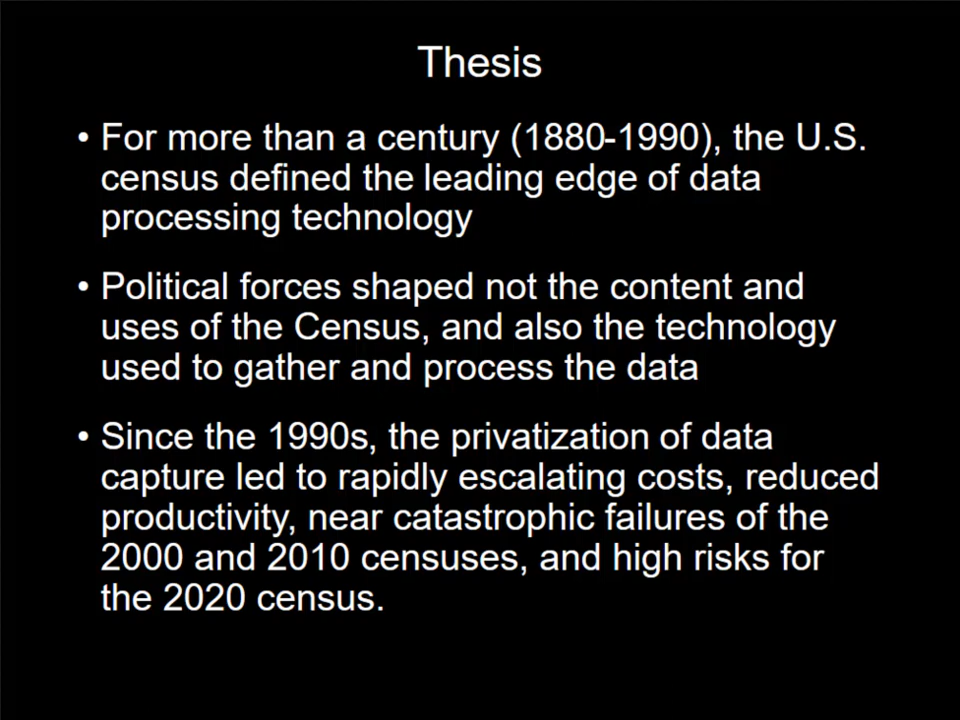 Thesis
• For more than a century (1880-1990), the U.S.
census defined the leading edge of data
processing technology
• Political forces shaped not the content and
uses of the Census, and also the technology
used to gather and process the data
• Since the 1990s, the privatization of data
capture led to rapidly escalating costs, reduced
productivity, near catastrophic failures of the
2000 and 2010 censuses, and high risks for
the 2020 census.